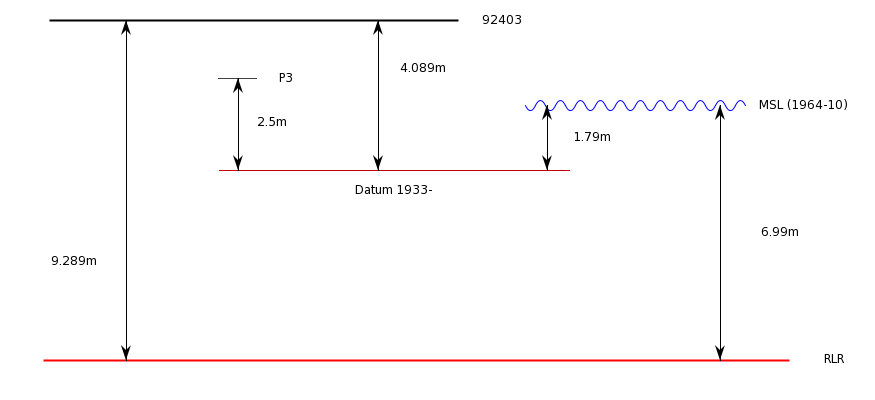 92403
4.089m
P3
MSL (1964-10)
2.5m
1.79m
Datum 1933-
6.99m
9.289m
RLR